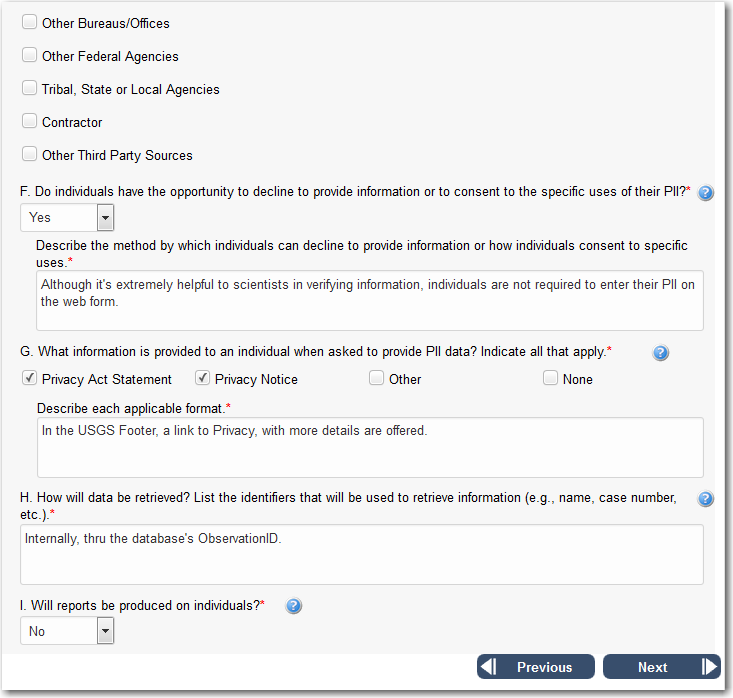 Other Bureaus/Offices
Other Federal Agencies
Tribal, State or Local Agencies
Contractor
Other Third Party Sources
F. Do individuals have the opportunity to decline to provide information or to consent to the specific uses of their PII?* ?
Yes
Describe the method by which individuals can decline to provide information or how individuals consent to specific
uses.*
Although it's extremely helpful to scientists in verifying information, individuals are not required to enter their PII on
the web form.
G. What information is provided to an individual when asked to provide PII data? Indicate all that apply.* ?
Privacy Act Statement Privacy Notice Other None
Describe each applicable format.*
In the USGS Footer, a link to Privacy, with more details are offered.
H. How will data be retrieved? List the identifiers that will be used to retrieve information (e.g., name, case number, ?
etc.).*
Internally, thru the database's ObservationID.
I. Will reports be produced on individuals?* ?
No
Previous Next